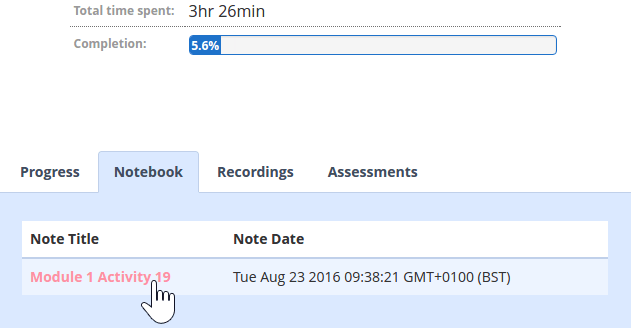 Total time spent: 3hr 26min
Completion: 5.6%
Progress Notebook Recordings Assessments
Note Title Note Date
Module 1 Activity 19 Tue Aug 23 2016 09:38:21 GMT+0100 (BST)